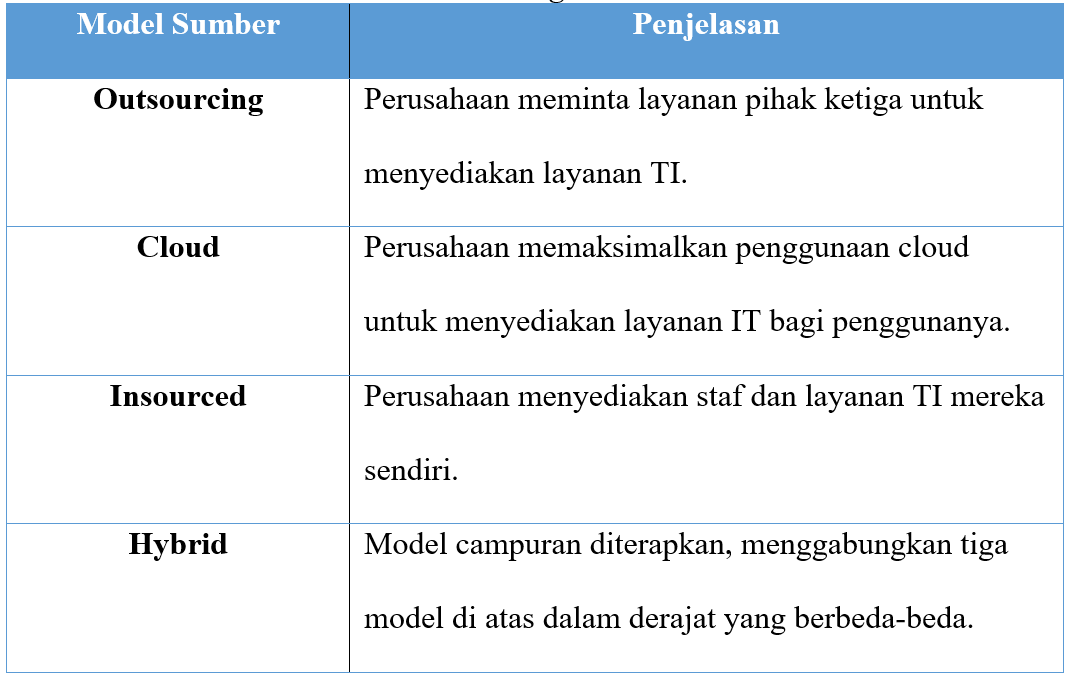 Model Sumber
Penjelasan
Outsourcing
Perusahaan meminta layanan pihak ketiga untuk
menyediakan layanan TI.
Cloud
Perusahaan memaksimalkan penggunaan cloud
untuk menyediakan layanan IT bagi penggunanya.
Insourced
Perusahaan menyediakan staf dan layanan TI mereka
sendiri.
Hybrid
Model campuran diterapkan, menggabungkan tiga
model di atas dalam derajat yang berbeda-beda.